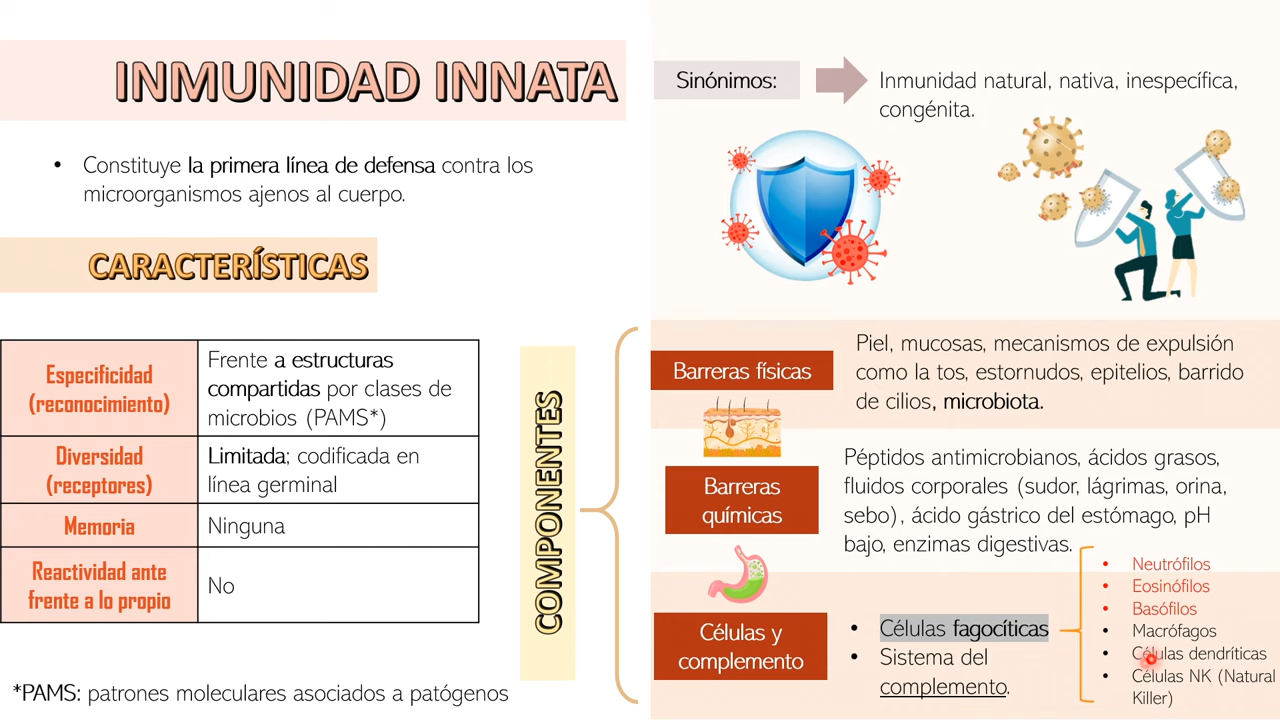 INMUNIDAD INNATA
• Constituye la primera línea de defensa contra los
microorganismos ajenos al cuerpo.
CARACTERÍSTICAS
Especificidad
(reconocimiento)
Frente a estructuras
compartidas por clases de
microbios (PAMS*)
Diversidad
(receptores)
Limitada; codificada en
línea germinal
Memoria
Ninguna
Reactividad ante
frente a lo propio
No
*PAMS: patrones moleculares asociados a patógenos
COMPONENTES
Sinónimos:
Inmunidad natural, nativa, inespecífica,
congénita.
Barreras físicas
Piel, mucosas, mecanismos de expulsión
como la tos, estornudos, epitelios, barrido
de cilios, microbiota.
Barreras
químicas
Péptidos antimicrobianos, ácidos grasos,
fluidos corporales (sudor, lágrimas, orina,
sebo), ácido gástrico del estómago, pH
bajo, enzimas digestivas.
Células y
complemento
• Células fagocíticas
• Sistema del
complemento.
• Neutrófilos
• Eosinófilos
• Basófilos
• Macrófagos
• Células dendríticas
• Células NK (Natural
Killer)